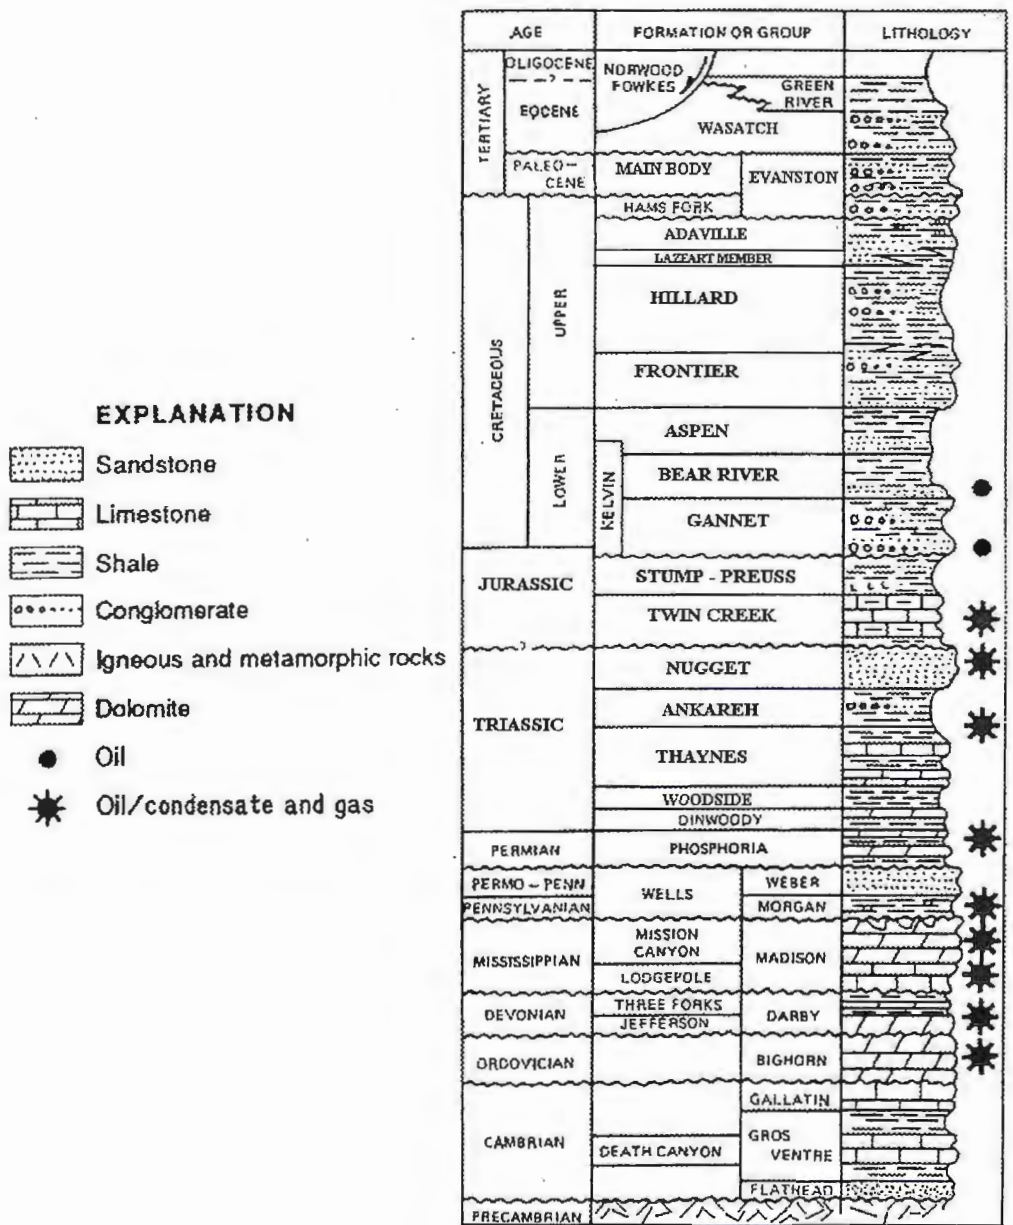 EXPLANATION
Sandstone
Limestone
Shale
Conglomerate
Igneous and metamorphic rocks
Dolomite
Oil
Oil/condensate and gas
AGE
FORMATION OR GROUP
LITHOLOGY
TERTIARY
OLIGOCENE
?
EOCENE
PALEO-
CENE
NORWOOD
FOWKES
GREEN
RIVER
WASATCH
MAIN BODY
EVANSTON
HAMS FORK
CRETACEOUS
UPPER
ADAVILLE
LAZEART MEMBER
HILLARD
FRONTIER
LOWER
ASPEN
KELVIN
BEAR RIVER
GANNET
JURASSIC
STUMP - PREUSS
TWIN CREEK
?
TRIASSIC
NUGGET
ANKAREH
THAYNES
WOODSIDE
DINWOODY
PERMIAN
PHOSPHORIA
PERMO - PENN
WELLS
WEBER
PENNSYLVANIAN
MORGAN
MISSISSIPPIAN
MISSION
CANYON
MADISON
LODGEPOLE
DEVONIAN
THREE FORKS
DARBY
JEFFERSON
ORDOVICIAN
BIGHORN
CAMBRIAN
GALLATIN
GROS
VENTRE
DEATH CANYON
FLATHEAD
PRECAMBRIAN